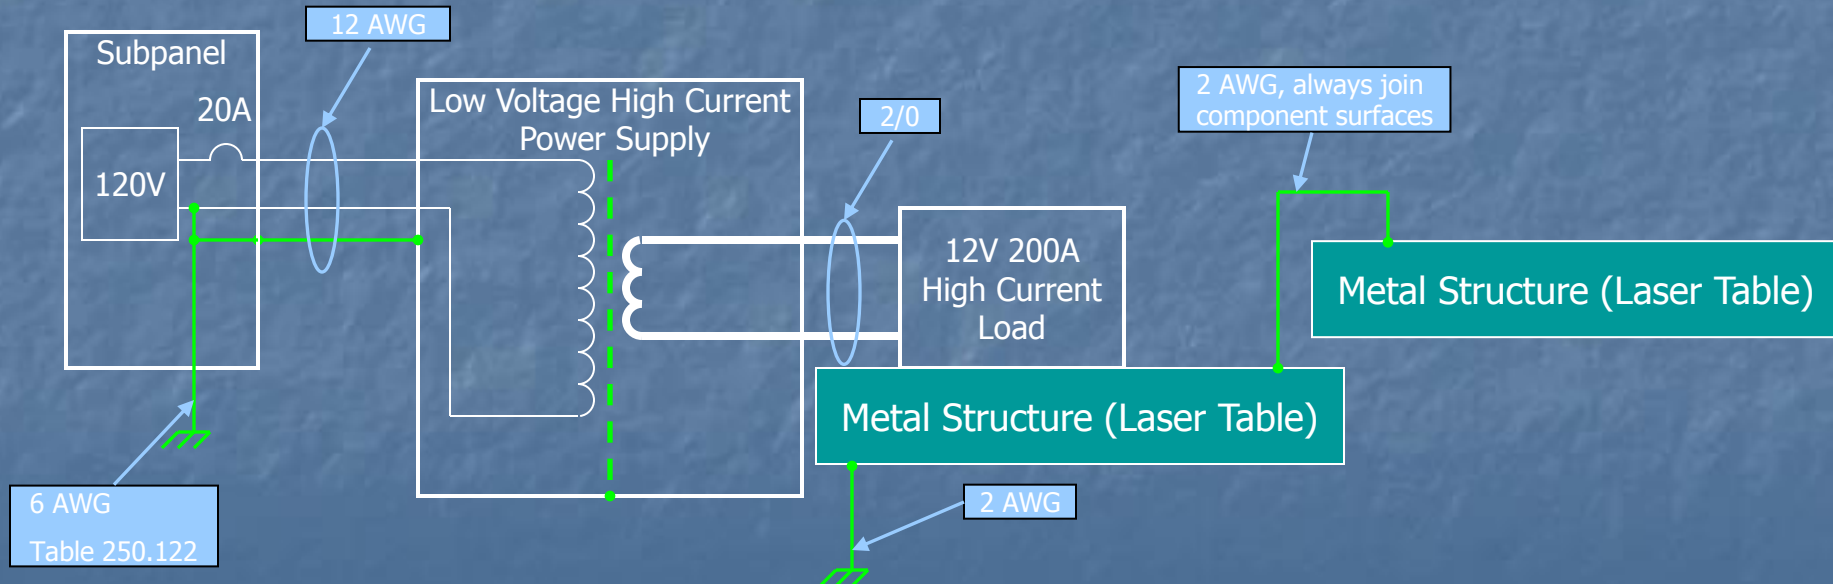 12 AWG
Subpanel
20A
120V
Low Voltage High Current
Power Supply
2/0
2 AWG, always join
component surfaces
12V 200A
High Current
Load
Metal Structure (Laser Table)
Metal Structure (Laser Table)
6 AWG
Table 250.122
2 AWG